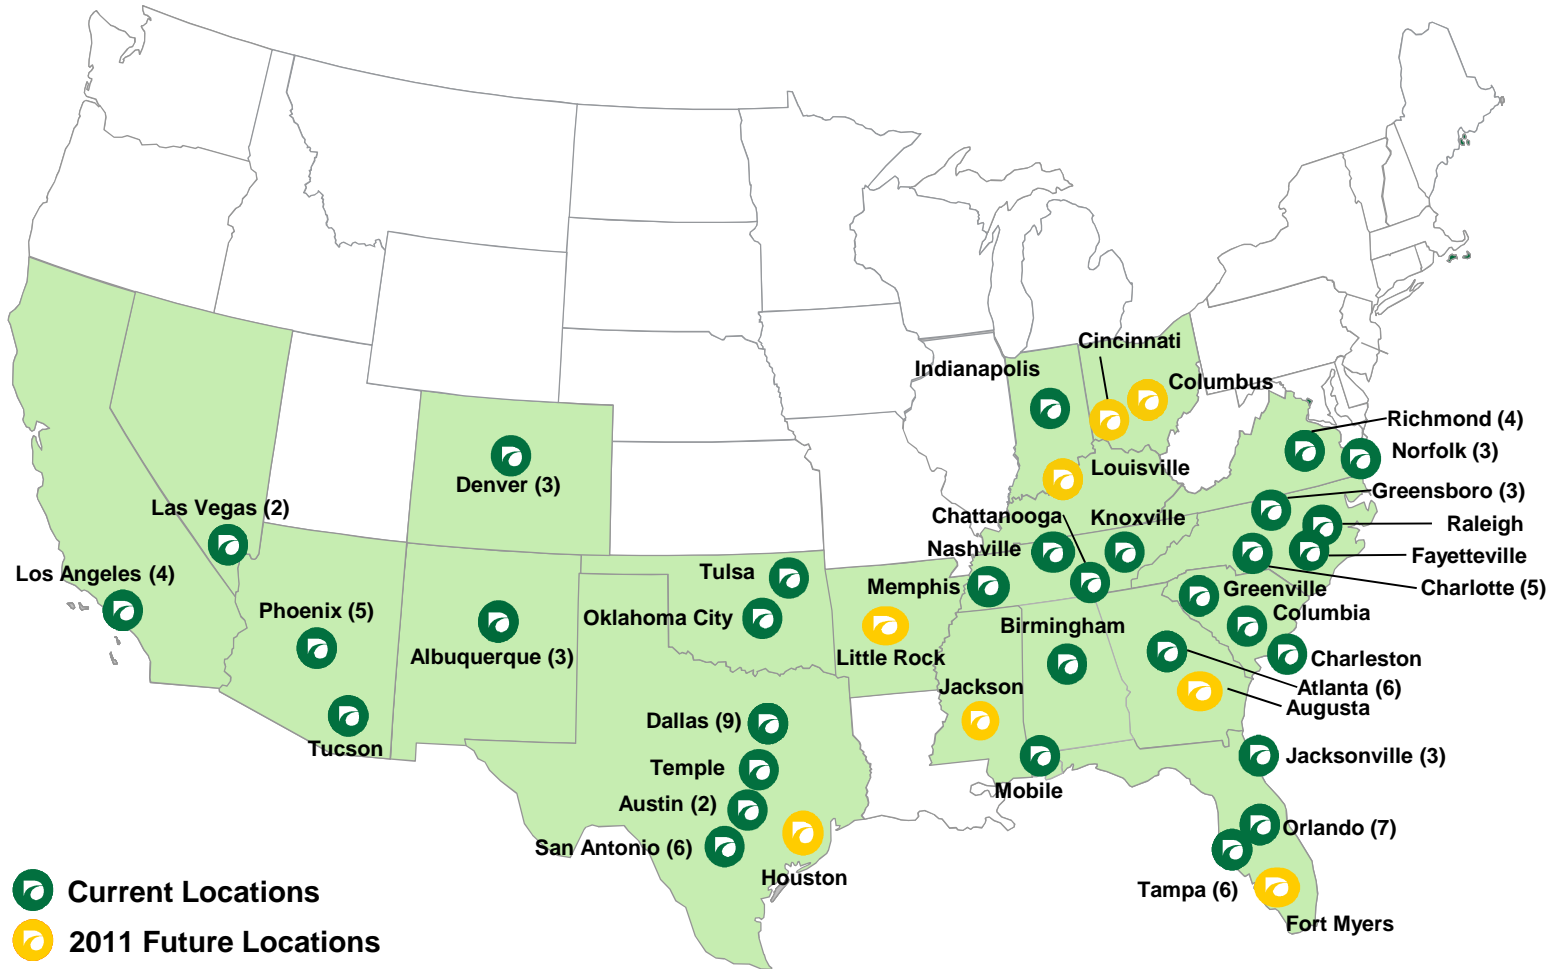 Cincinnati
Indianapolis
Columbus
Richmond (4)
Norfolk (3)
Louisville
Denver (3)
Greensboro (3)
Las Vegas (2)
Chattanooga
Knoxville
Raleigh
Nashville
Fayetteville
Los Angeles (4)
Tulsa
Memphis
Greenville
Charlotte (5)
Phoenix (5)
Oklahoma City
Birmingham
Columbia
Albuquerque (3)
Little Rock
Charleston
Jackson
Atlanta (6)
Augusta
Dallas (9)
Tucson
Jacksonville (3)
Temple
Mobile
Austin (2)
Orlando (7)
San Antonio (6)
Houston
Tampa (6)
Current Locations
Fort Myers
2011 Future Locations